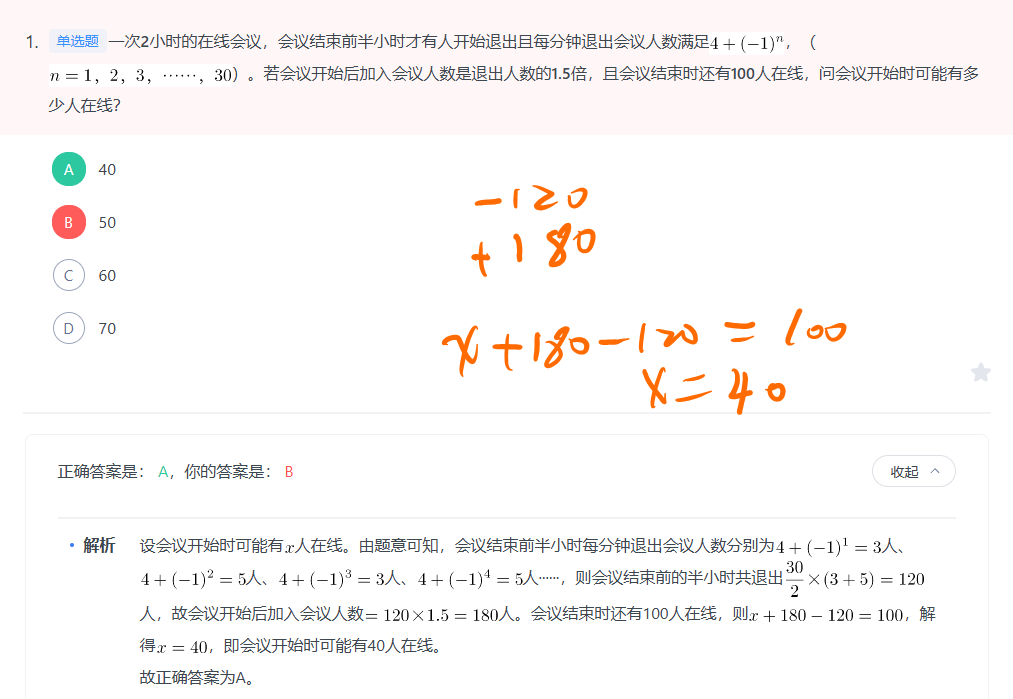 1. 单选题 一次2小时的在线会议，会议结束前半小时才有人开始退出且每分钟退出会议人数满足4+(−1)ⁿ，（
n=1，2，3，……，30）。若会议开始后加入会议人数是退出人数的1.5倍，且会议结束时还有100人在线，问会议开始时可能有多
少人在线？
A 40
B 50
C 60
D 70
−120
+180
x+180−120=100
x=40
正确答案是： A，你的答案是： B
收起
• 解析 设会议开始时可能有x人在线。由题意可知，会议结束前半小时每分钟退出会议人数分别为4+(−1)¹=3人、
4+(−1)²=5人、4+(−1)³=3人、4+(−1)⁴=5人……，则会议结束前的半小时共退出30/2×(3+5)=120
人，故会议开始后加入会议人数=120×1.5=180人。会议结束时还有100人在线，则x+180−120=100，解
得x=40，即会议开始时可能有40人在线。
故正确答案为A。